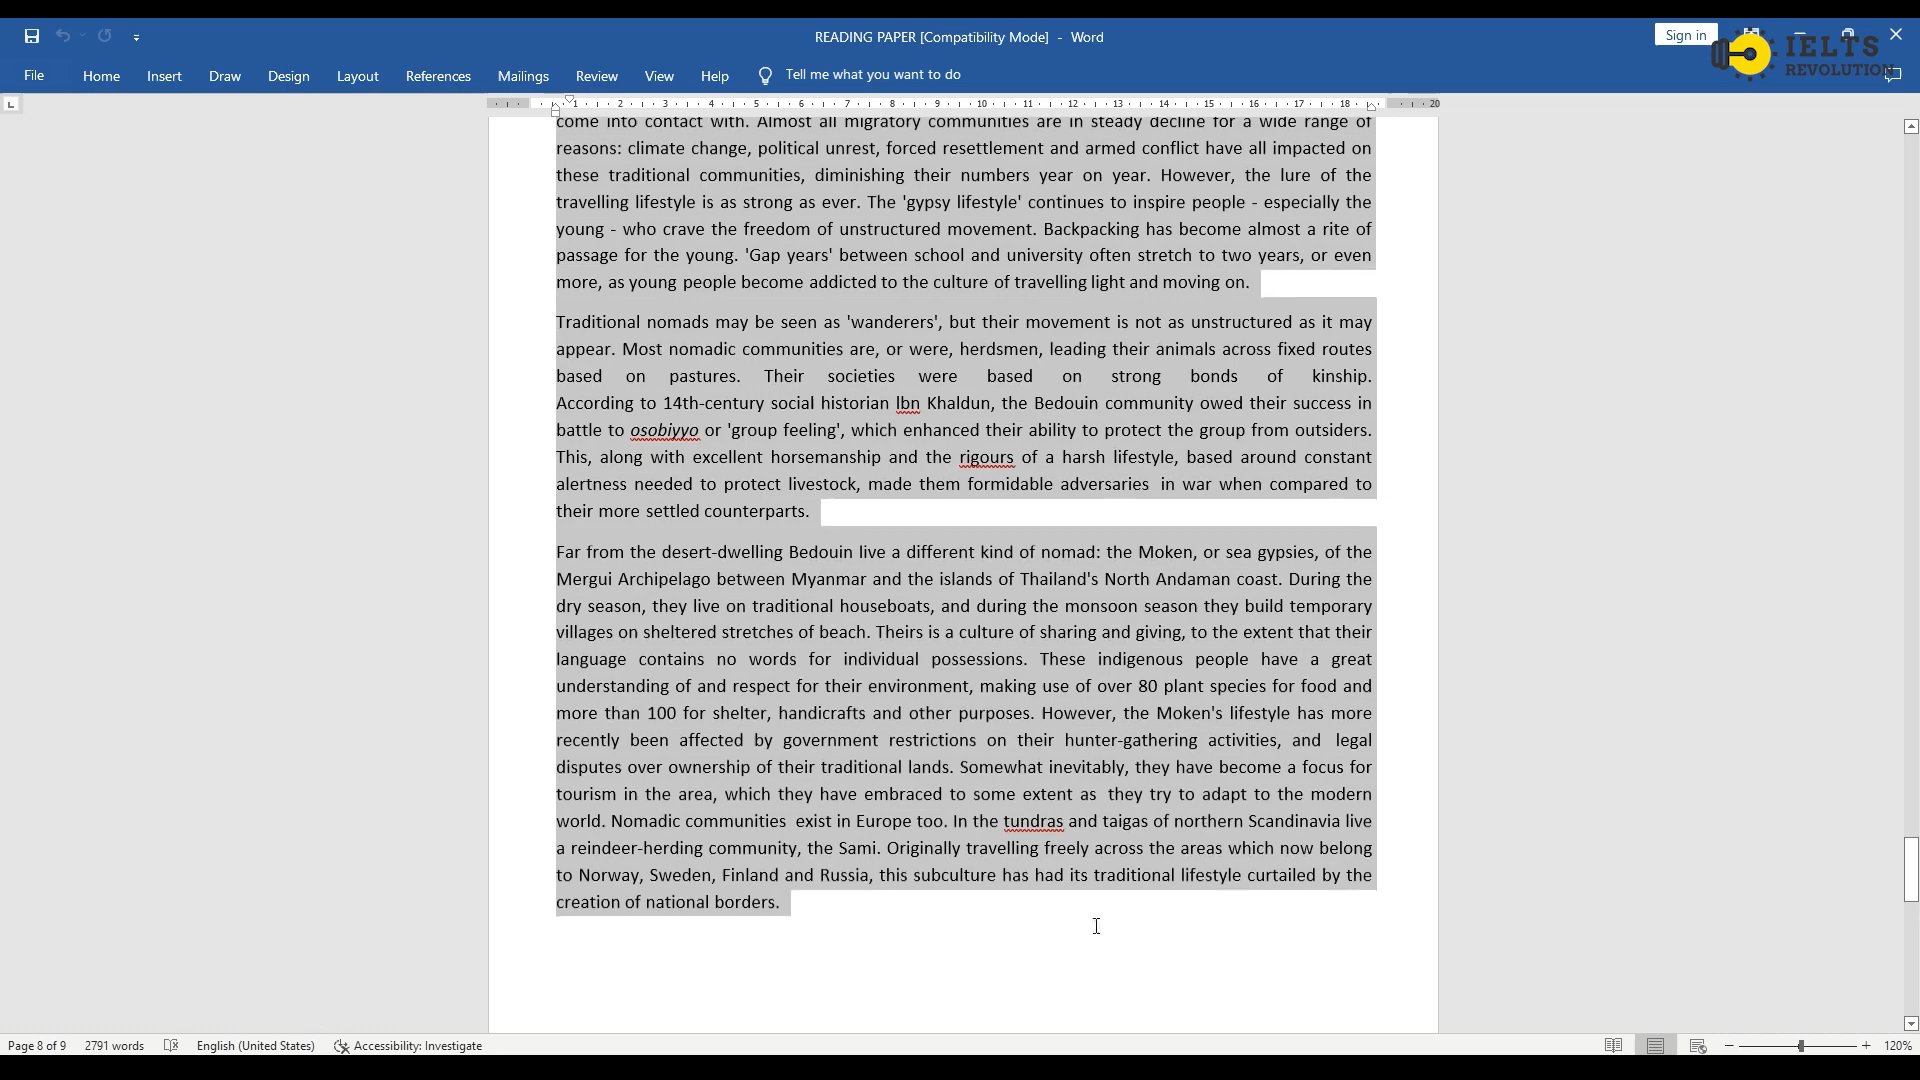 READING PAPER [Compatibility Mode] - Word
Sign in
IELTS
REVOLUTION
File Home Insert Draw Design Layout References Mailings Review View Help Tell me what you want to do
1 2 3 4 5 6 7 8 9 10 11 12 13 14 15 16 17 18 20
come into contact with. Almost all migratory communities are in steady decline for a wide range of
reasons: climate change, political unrest, forced resettlement and armed conflict have all impacted on
these traditional communities, diminishing their numbers year on year. However, the lure of the
travelling lifestyle is as strong as ever. The 'gypsy lifestyle' continues to inspire people - especially the
young - who crave the freedom of unstructured movement. Backpacking has become almost a rite of
passage for the young. 'Gap years' between school and university often stretch to two years, or even
more, as young people become addicted to the culture of travelling light and moving on.
Traditional nomads may be seen as 'wanderers', but their movement is not as unstructured as it may
appear. Most nomadic communities are, or were, herdsmen, leading their animals across fixed routes
based on pastures. Their societies were based on strong bonds of kinship.
According to 14th-century social historian lbn Khaldun, the Bedouin community owed their success in
battle to osobiyyo or 'group feeling', which enhanced their ability to protect the group from outsiders.
This, along with excellent horsemanship and the rigours of a harsh lifestyle, based around constant
alertness needed to protect livestock, made them formidable adversaries in war when compared to
their more settled counterparts.
Far from the desert-dwelling Bedouin live a different kind of nomad: the Moken, or sea gypsies, of the
Mergui Archipelago between Myanmar and the islands of Thailand's North Andaman coast. During the
dry season, they live on traditional houseboats, and during the monsoon season they build temporary
villages on sheltered stretches of beach. Theirs is a culture of sharing and giving, to the extent that their
language contains no words for individual possessions. These indigenous people have a great
understanding of and respect for their environment, making use of over 80 plant species for food and
more than 100 for shelter, handicrafts and other purposes. However, the Moken's lifestyle has more
recently been affected by government restrictions on their hunter-gathering activities, and legal
disputes over ownership of their traditional lands. Somewhat inevitably, they have become a focus for
tourism in the area, which they have embraced to some extent as they try to adapt to the modern
world. Nomadic communities exist in Europe too. In the tundras and taigas of northern Scandinavia live
a reindeer-herding community, the Sami. Originally travelling freely across the areas which now belong
to Norway, Sweden, Finland and Russia, this subculture has had its traditional lifestyle curtailed by the
creation of national borders.
Page 8 of 9 2791 words English (United States) Accessibility: Investigate 120%